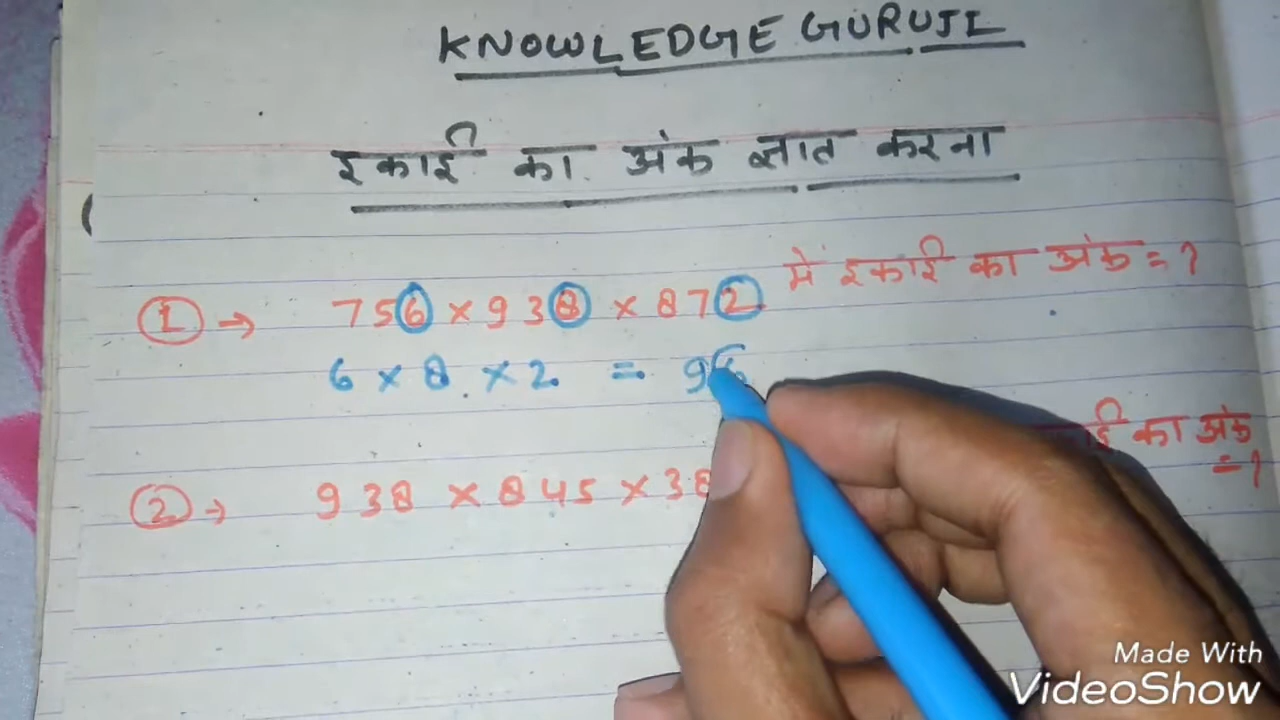 KNOWLEDGE GURUJI
इकाई का अंक ज्ञात करना
① → 756 × 938 × 872 में इकाई का अंक = ?
6 × 8 × 2 = 96
② → 938 × 845 × 38 का अंक
= ?
Made With
VideoShow